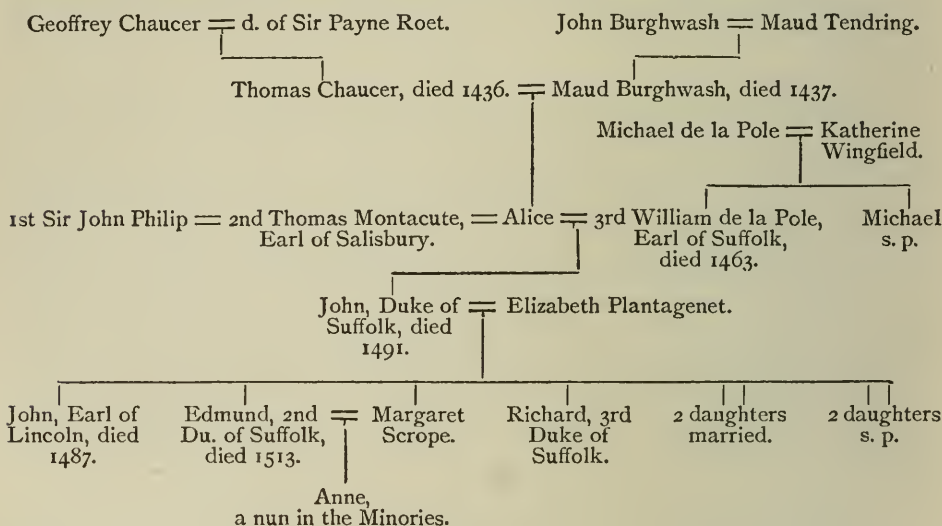 Geoffrey Chaucer = d. of Sir Payne Roet. John Burghwash = Maud Tendring.
Thomas Chaucer, died 1436. = Maud Burghwash, died 1437.
Michael de la Pole = Katherine
Wingfield.
1st Sir John Philip = 2nd Thomas Montacute, = Alice = 3rd William de la Pole, Michael
Earl of Salisbury. Earl of Suffolk, s. p.
died 1463.
John, Duke of = Elizabeth Plantagenet.
Suffolk, died
1491.
John, Earl of Edmund, 2nd = Margaret Richard, 3rd 2 daughters 2 daughters
Lincoln, died Du. of Suffolk, Scrope. Duke of married. s. p.
1487. died 1513. Suffolk.
Anne,
a nun in the Minories.